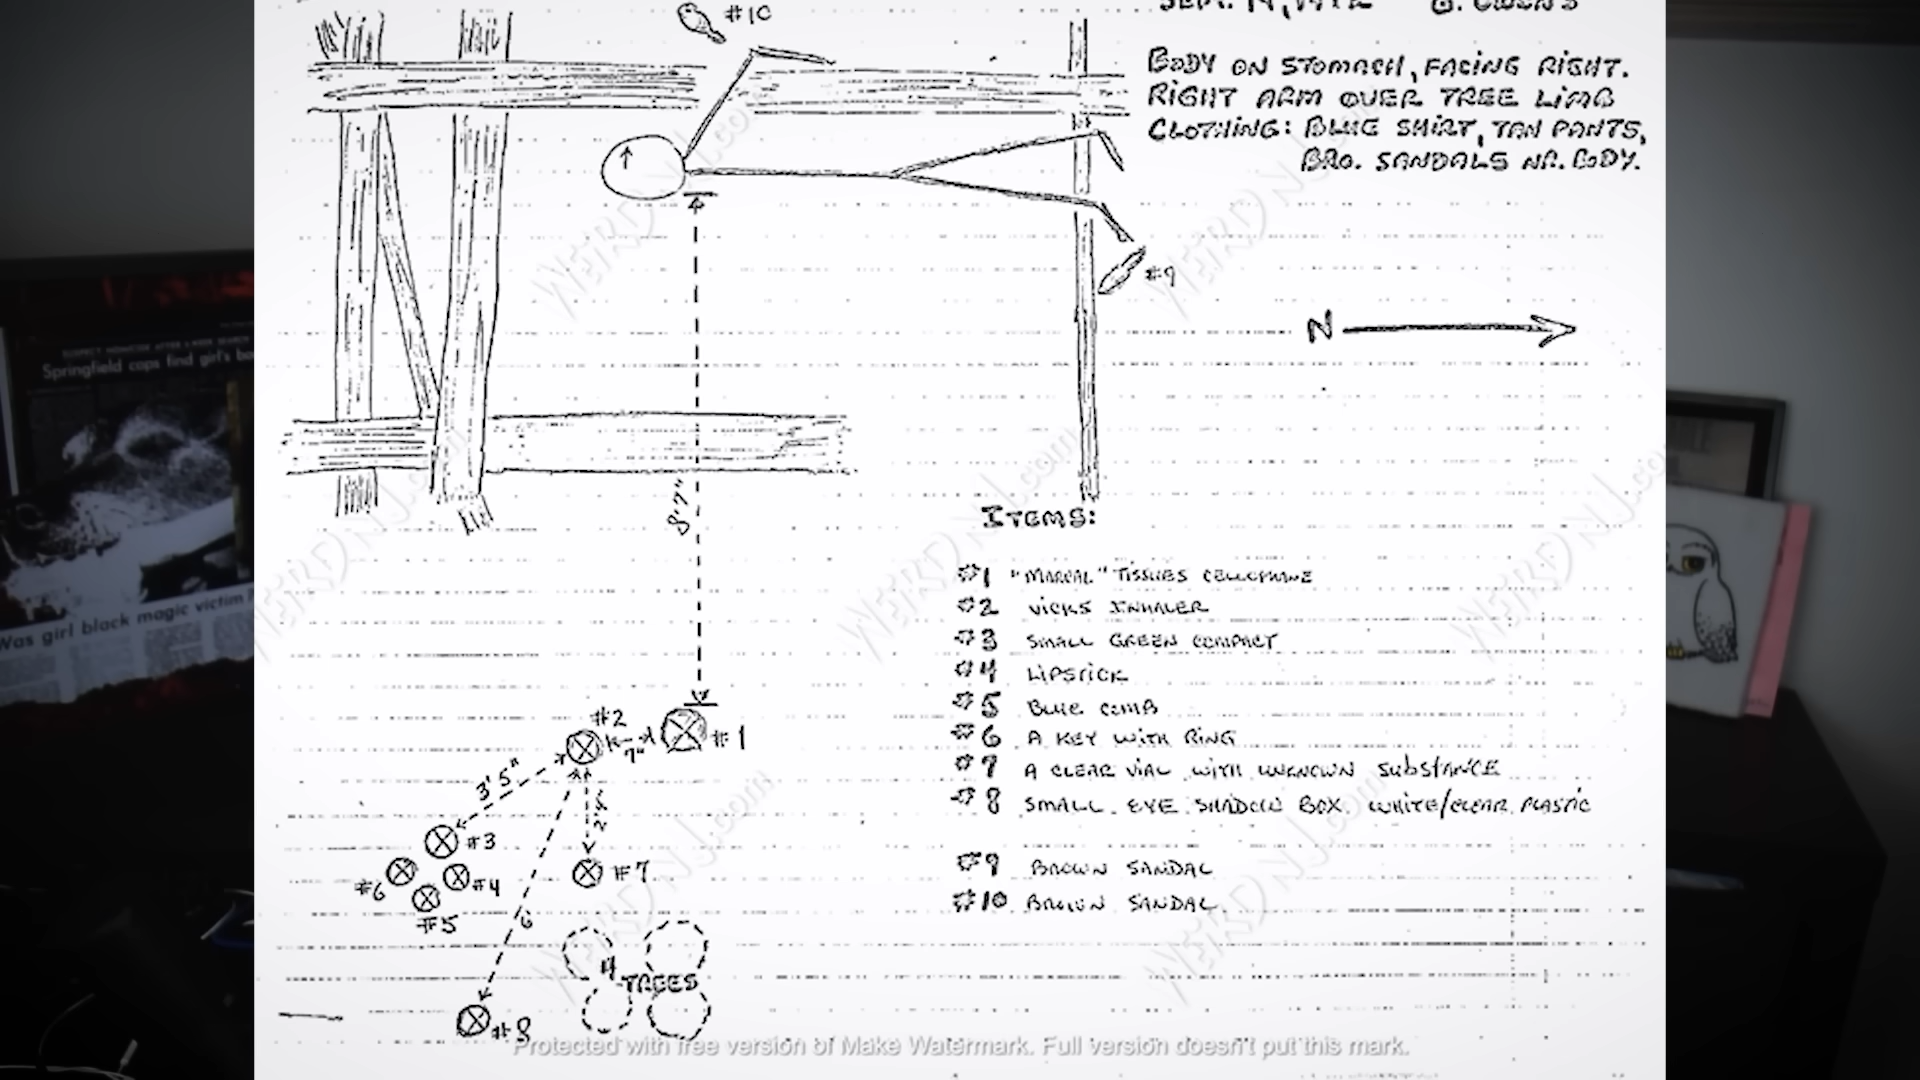 #10
BODY ON STOMACH, FACING RIGHT.
RIGHT ARM OVER TREE LIMB
CLOTHING: BLUE SHIRT, TAN PANTS,
BRO. SANDALS NR. BODY.
#9
N
8'7"
ITEMS:
#1 "MARCAL" TISSUES CELLOPHANE
#2 VICKS INHALER
#3 SMALL GREEN COMPACT
#4 LIPSTICK
#5 BLUE COMB
#6 A KEY WITH RING
#7 A CLEAR VIAL WITH UNKNOWN SUBSTANCE
#8 SMALL EYE SHADOW BOX WHITE/CLEAR PLASTIC
#9 BROWN SANDAL
#10 BROWN SANDAL
#2
7"
#1
3'5"
#3
#6
#4
#5
#7
6'
4 TREES
#8
Springfield cops find girl's
Was girl black magic victim
WEIRDNJ.com
Protected with free version of Make Watermark. Full version doesn't put this mark.